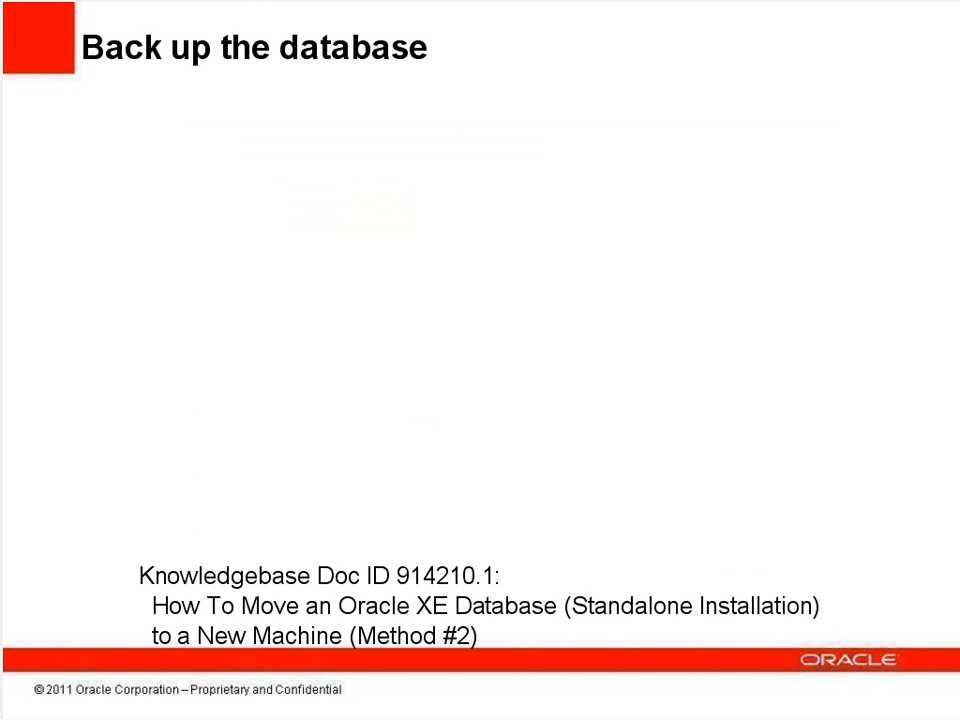 Back up the database
Knowledgebase Doc ID 914210.1:
How To Move an Oracle XE Database (Standalone Installation)
to a New Machine (Method #2)
ORACLE
© 2011 Oracle Corporation – Proprietary and Confidential